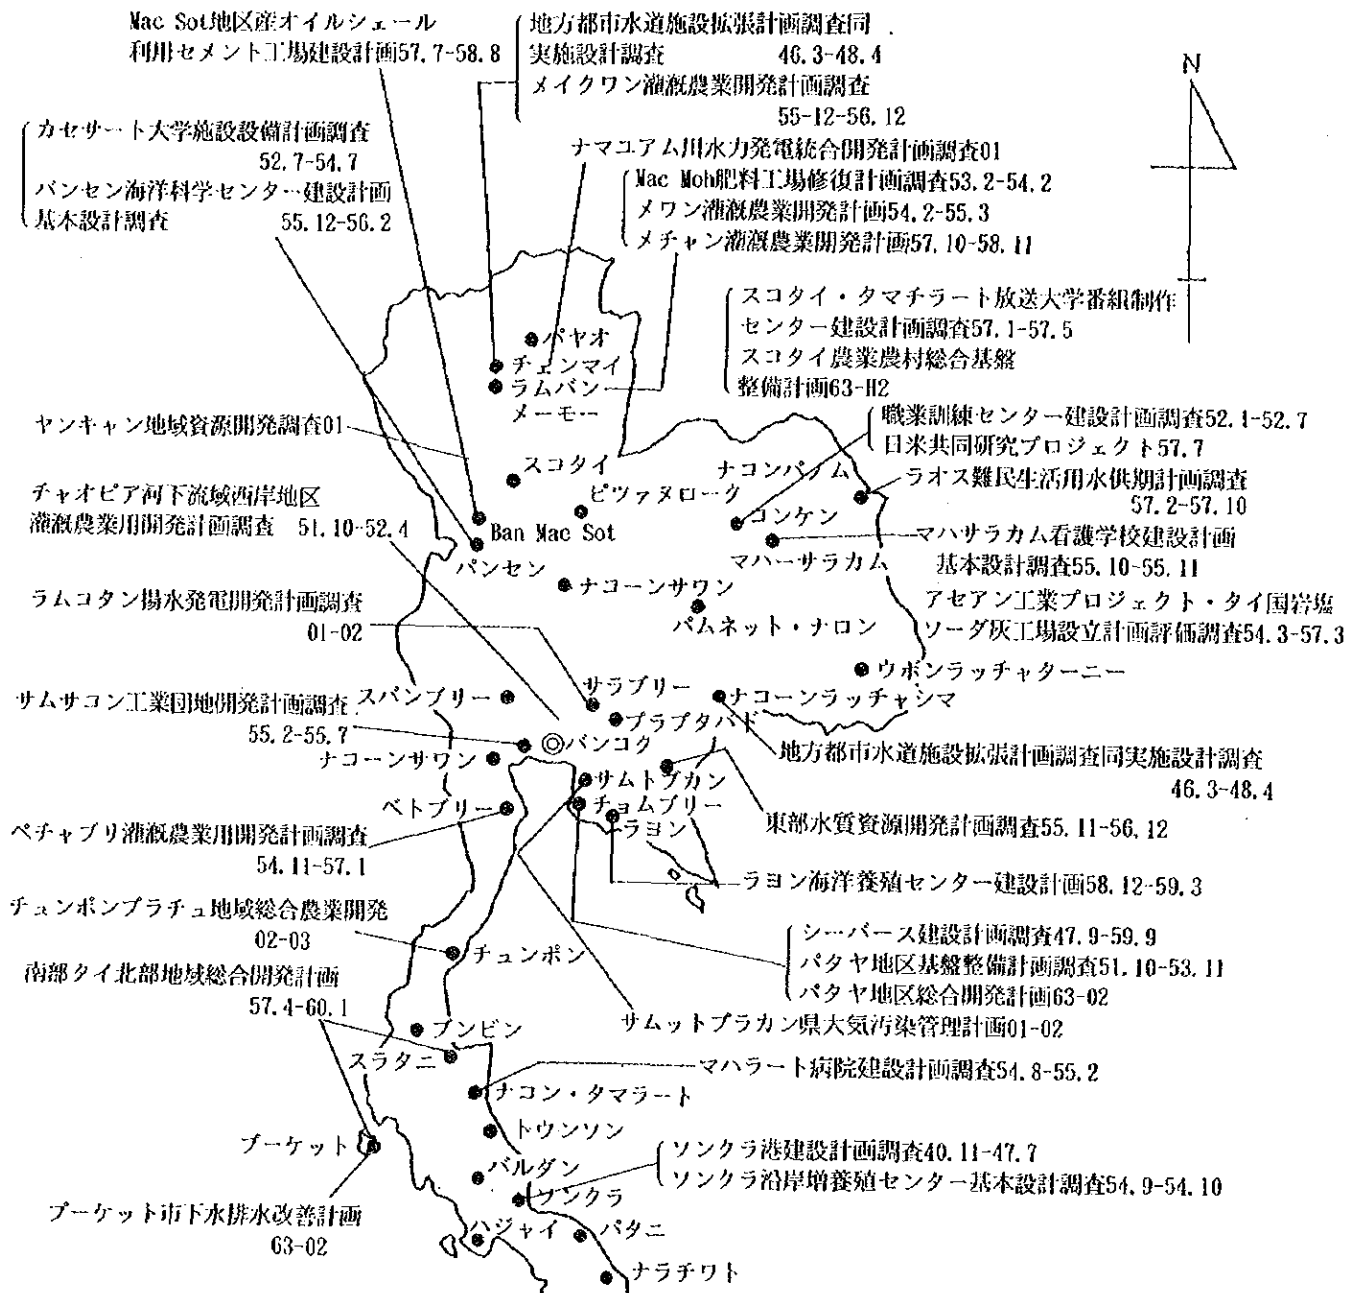 Mac Sot地区産オイルシェール
利用セメント工場建設計画57.7-58.8
地方都市水道施設拡張計画調査同
実施設計調査 46.3-48.4
メイクワン灌漑農業開発計画調査
55-12-56.12
N
カセサート大学施設設備計画調査
52.7-54.7
バンセン海洋科学センター建設計画
基本設計調査 55.12-56.2
ナマユアム川水力発電統合開発計画調査01
Mac Moh肥料工場修復計画調査53.2-54.2
メワン灌漑農業開発計画54.2-55.3
メチャン灌漑農業開発計画57.10-58.11
スコタイ・タマチラート放送大学番組制作
センター建設計画調査57.1-57.5
スコタイ農業農村総合基盤
整備計画63-H2
パヤオ
チェンマイ
ラムバン
メーモー
ヤンキャン地域資源開発調査01
職業訓練センター建設計画調査52.1-52.7
日米共同研究プロジェクト57.7
スコタイ
ナコンパノム
ラオス難民生活用水供期計画調査
57.2-57.10
チャオピア河下流域西岸地区
灌漑農業用開発計画調査 51.10-52.4
ピツァヌローク
コンケン
Ban Mac Sot
バンセン
マハーサラカム
マハサラカム看護学校建設計画
基本設計調査55.10-55.11
ナコーンサワン
ラムコタン揚水発電開発計画調査
01-02
バムネット・ナロン
アセアン工業プロジェクト・タイ国岩塩
ソーダ灰工場設立計画評価調査54.3-57.3
ウボンラッチャターニー
サムサコン工業団地開発計画調査
55.2-55.7
スバンブリー
サラブリー
ナコーンラッチャシマ
プラプタバド
バンコク
ナコーンサワン
地方都市水道施設拡張計画調査同実施設計調査
46.3-48.4
サムトプカン
ペトブリー
チョムブリー
ラヨン
東部水質資源開発計画調査55.11-56.12
ペチャブリ灌漑農業用開発計画調査
54.11-57.1
ラヨン海洋養殖センター建設計画58.12-59.3
チュンポンプラチュ地域総合農業開発
02-03
チュンポン
シーバース建設計画調査47.9-59.9
パタヤ地区基盤整備計画調査51.10-53.11
パタヤ地区総合開発計画63-02
南部タイ北部地域総合開発計画
57.4-60.1
サムットプラカン県大気汚染管理計画01-02
プンピン
スラタニ
マハラート病院建設計画調査54.8-55.2
ナコン・タマラート
トウンソン
プーケット
ソンクラ港建設計画調査40.11-47.7
ソンクラ沿岸増養殖センター基本設計調査54.9-54.10
バルダン
ソンクラ
プーケット市下水排水改善計画
63-02
ハジャイ
パタニ
ナラチワト